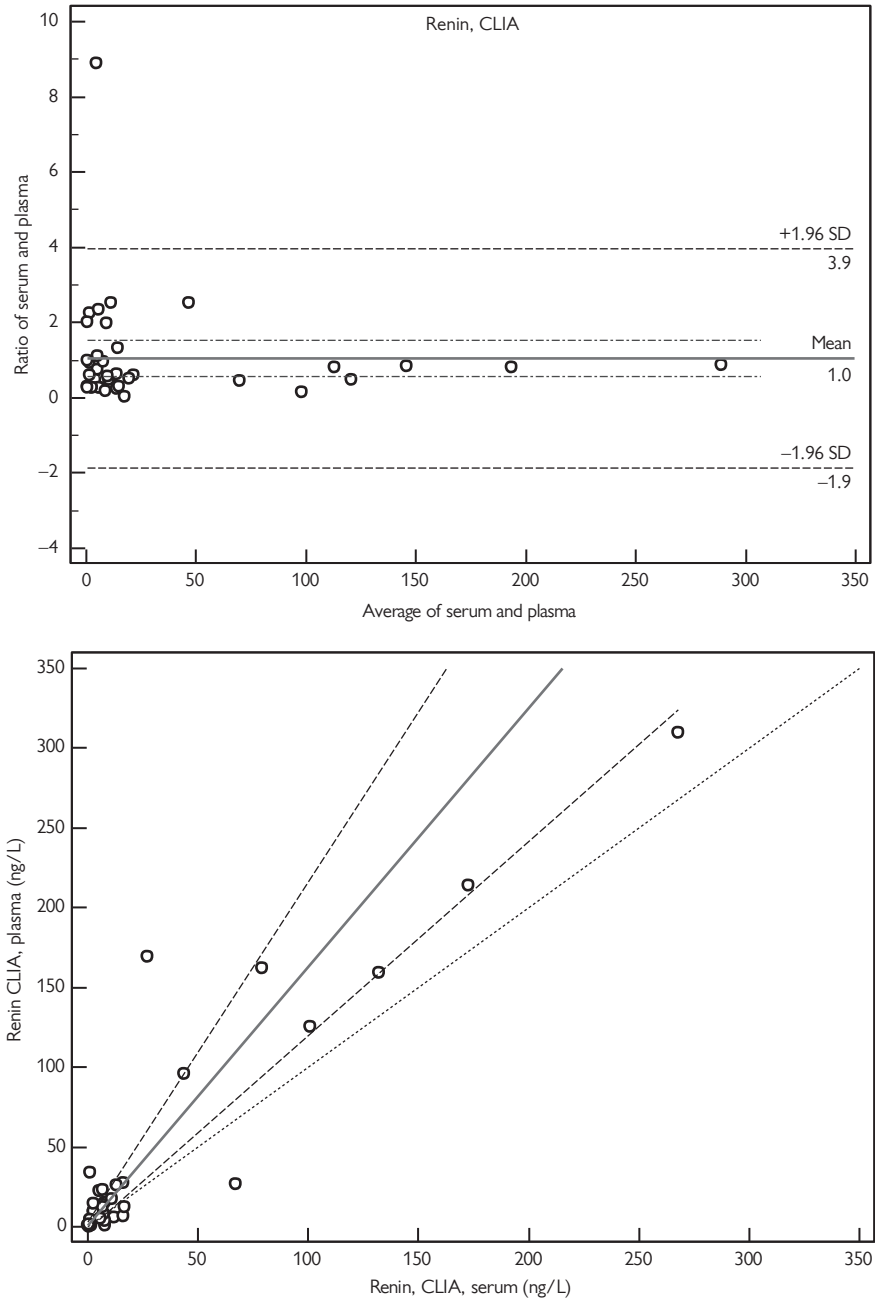 Renin, CLIA
Ratio of serum and plasma
10
8
6
4
2
0
–2
–4
+1.96 SD
3.9
Mean
1.0
–1.96 SD
–1.9
0 50 100 150 200 250 300 350
Average of serum and plasma
Renin CLIA, plasma (ng/L)
350
300
250
200
150
100
50
0
0 50 100 150 200 250 300 350
Renin, CLIA, serum (ng/L)